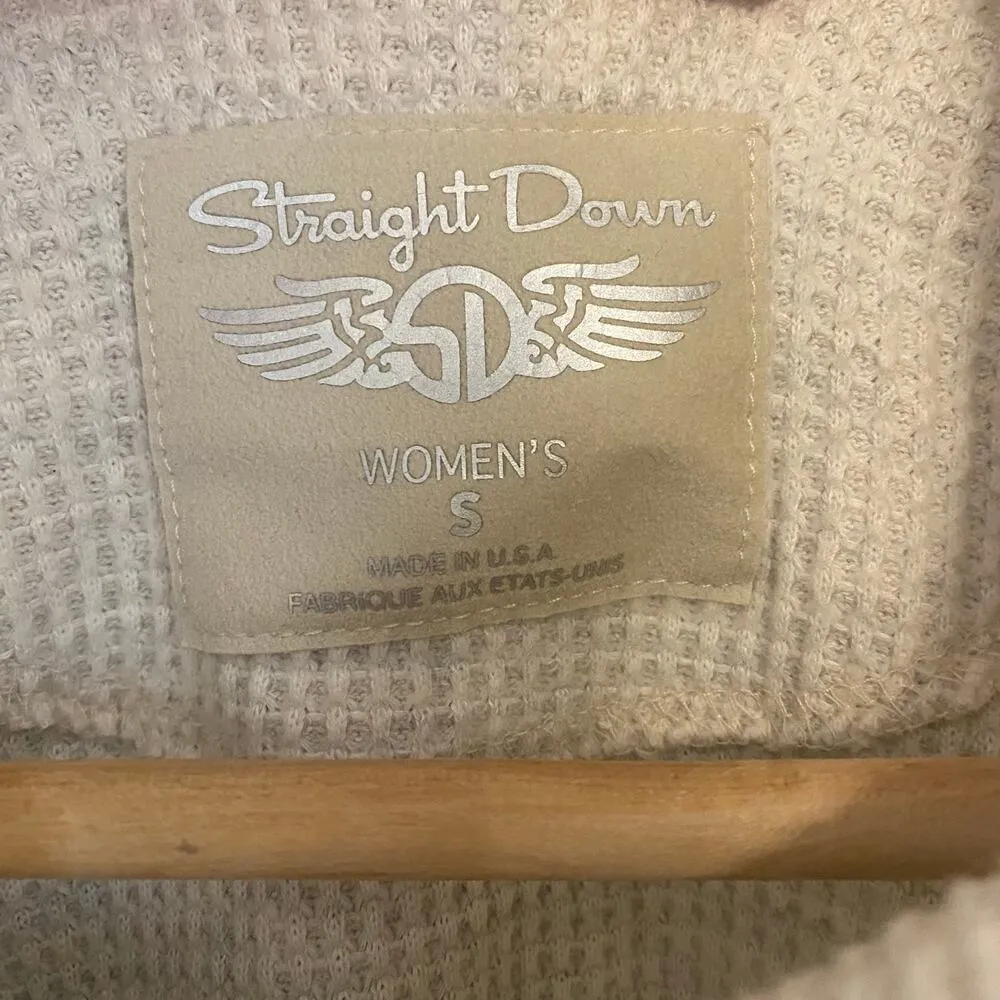 Straight Down
SD
WOMEN'S
S
MADE IN U.S.A.
FABRIQUE AUX ETATS-UNIS